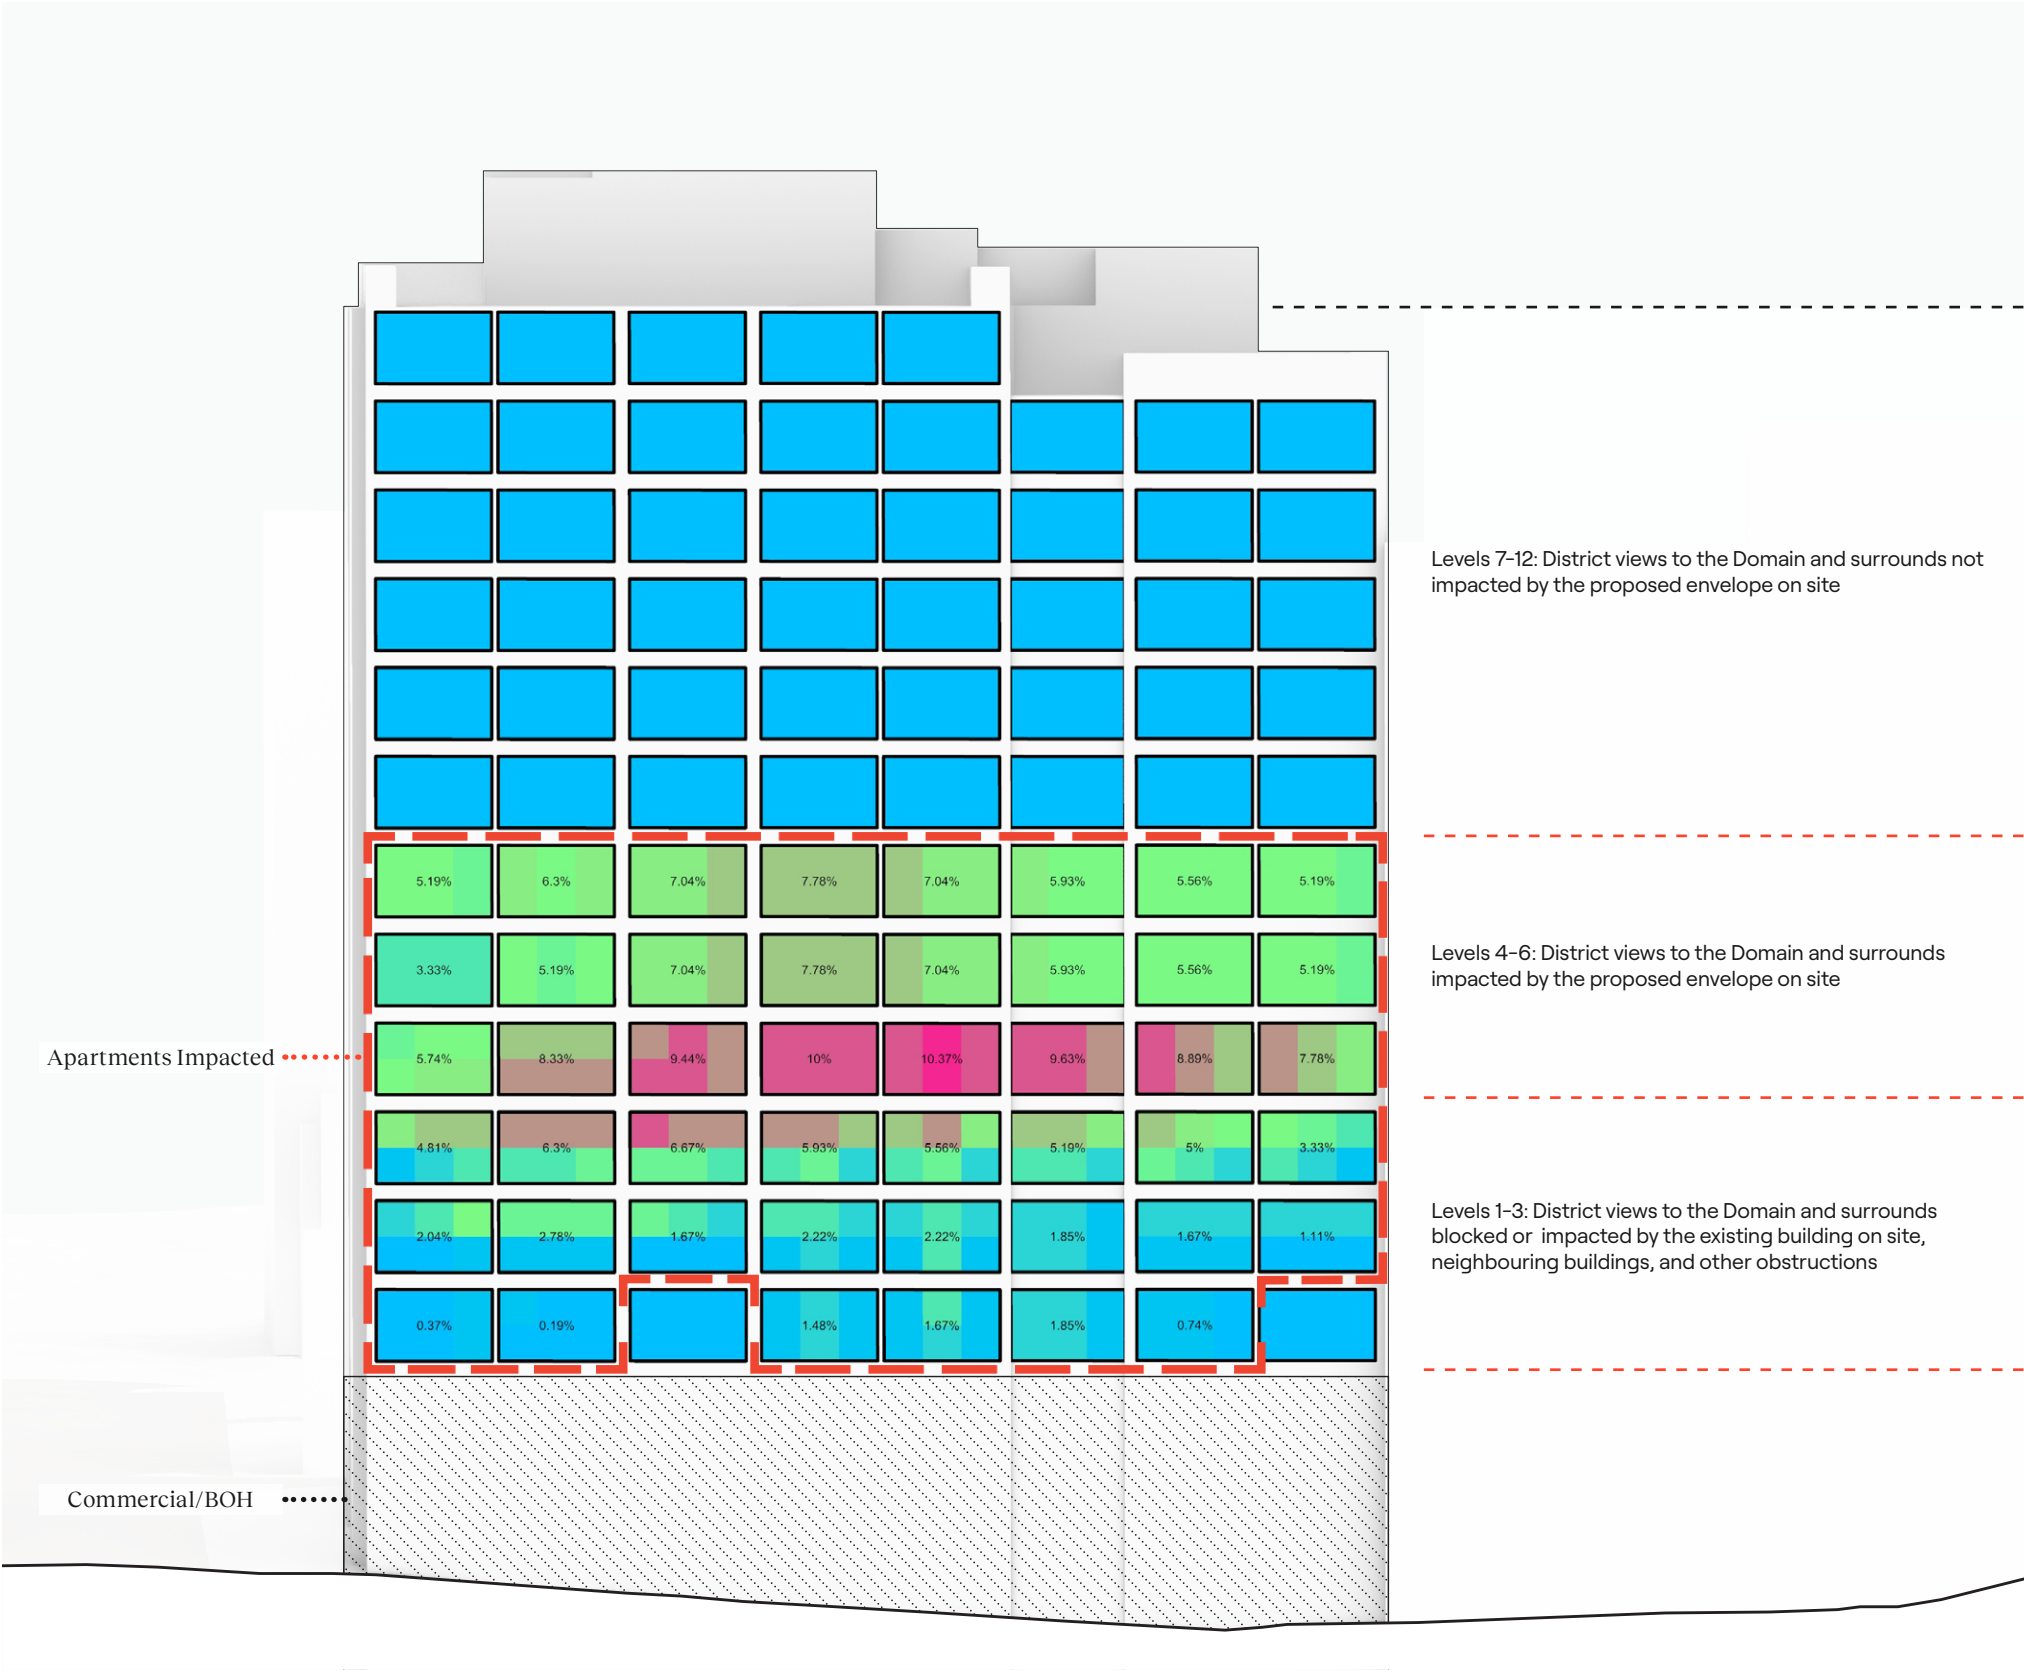 Levels 7-12: District views to the Domain and surrounds not
impacted by the proposed envelope on site
5.19% 6.3% 7.04% 7.78% 7.04% 5.93% 5.56% 5.19%
3.33% 5.19% 7.04% 7.78% 7.04% 5.93% 5.56% 5.19%
Levels 4-6: District views to the Domain and surrounds
impacted by the proposed envelope on site
Apartments Impacted
5.74% 8.33% 9.44% 10% 10.37% 9.63% 8.89% 7.78%
4.81% 6.3% 6.67% 5.93% 5.56% 5.19% 5% 3.33%
2.04% 2.78% 1.67% 2.22% 2.22% 1.85% 1.67% 1.11%
Levels 1-3: District views to the Domain and surrounds
blocked or impacted by the existing building on site,
neighbouring buildings, and other obstructions
0.37% 0.19% 1.48% 1.67% 1.85% 0.74%
Commercial/BOH